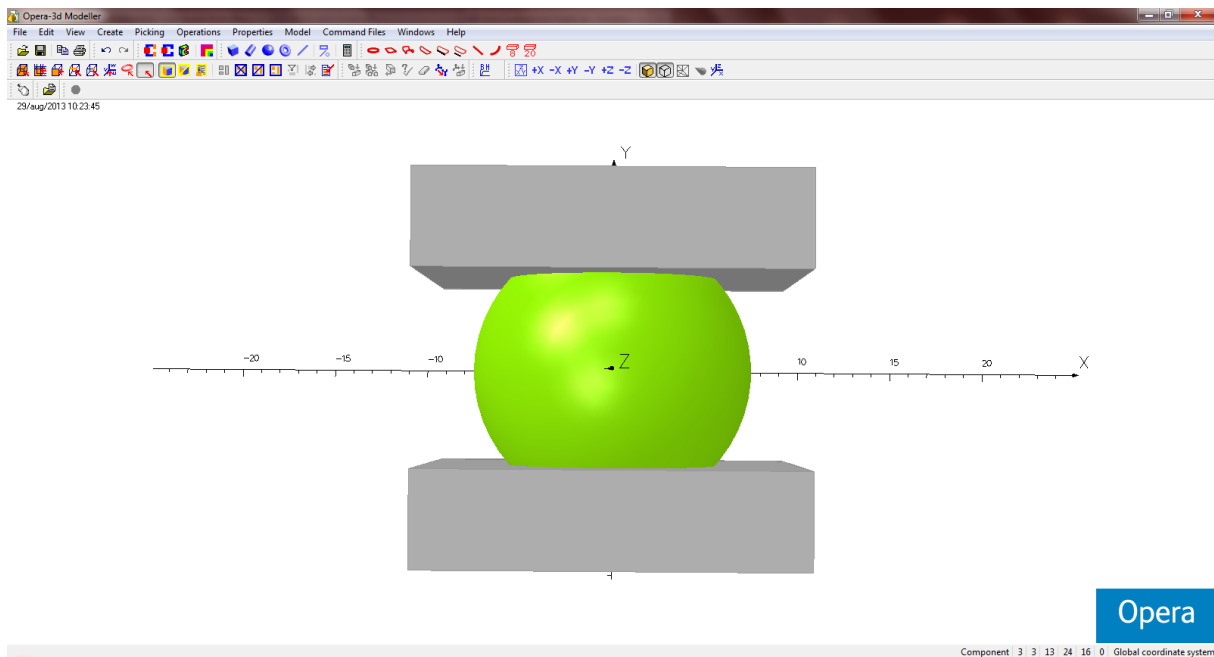 Opera-3d Modeller
File Edit View Create Picking Operations Properties Model Command Files Windows Help
+X -X +Y -Y +Z -Z
29/aug/2013 10:23:45
Y
-20 -15 -10 Z 10 15 20 X
Opera
Component 3 3 13 24 16 0 Global coordinate system